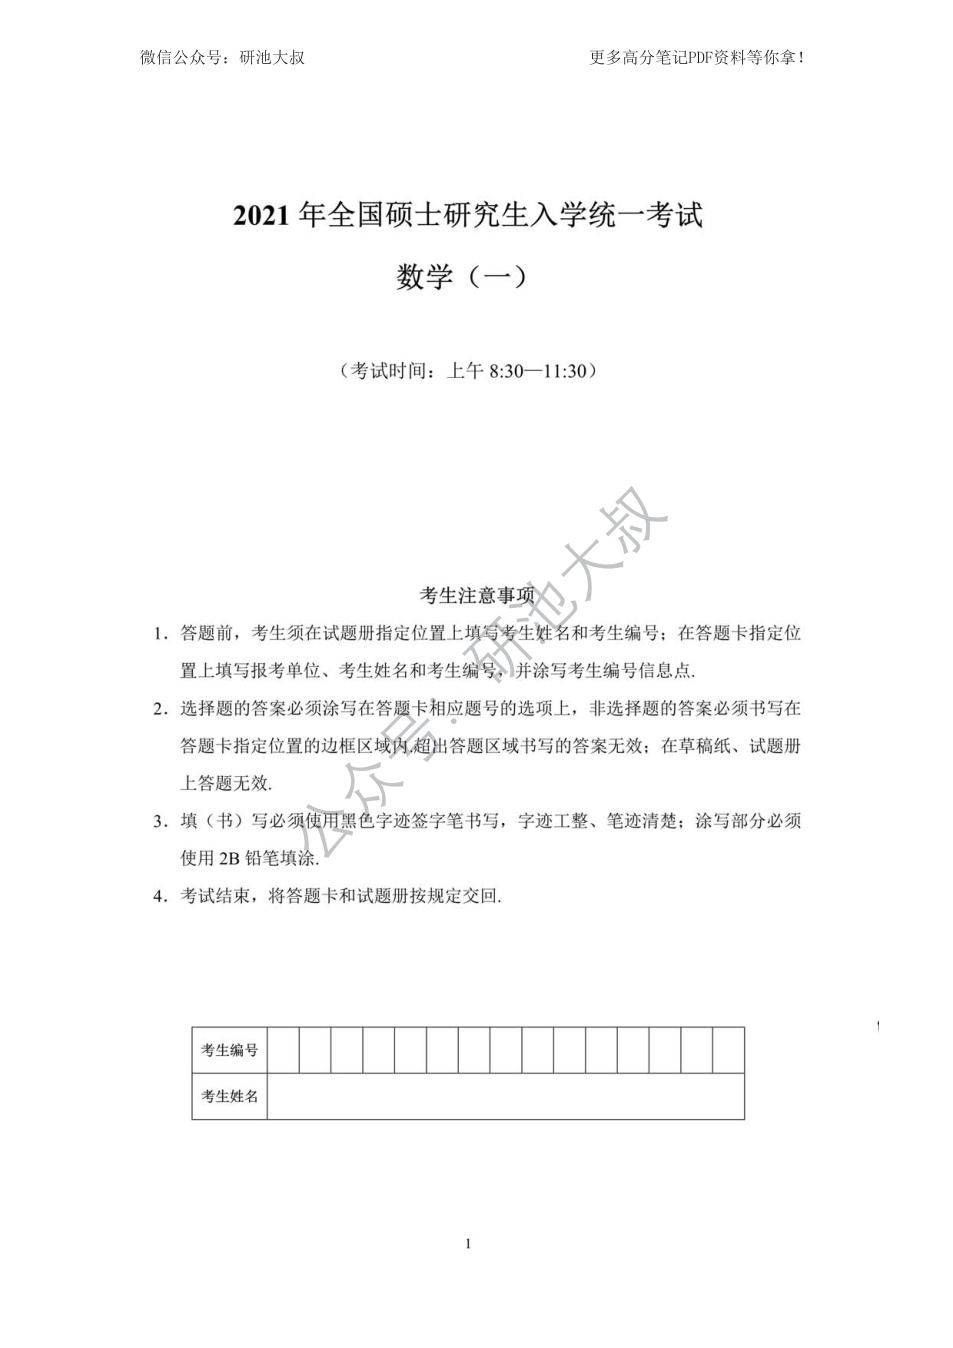 微信公众号：研池大叔
更多高分笔记PDF资料等你拿！
2021 年全国硕士研究生入学统一考试
数学（一）
（考试时间：上午 8:30—11:30）
考生注意事项
1．答题前，考生须在试题册指定位置上填写考生姓名和考生编号；在答题卡指定位
置上填写报考单位、考生姓名和考生编号，并涂写考生编号信息点.
2．选择题的答案必须涂写在答题卡相应题号的选项上，非选择题的答案必须书写在
答题卡指定位置的边框区域内.超出答题区域书写的答案无效；在草稿纸、试题册
上答题无效.
3．填（书）写必须使用黑色字迹签字笔书写，字迹工整、笔迹清楚；涂写部分必须
使用 2B 铅笔填涂.
4．考试结束，将答题卡和试题册按规定交回.
公众号：研池大叔
考生编号
考生姓名
1